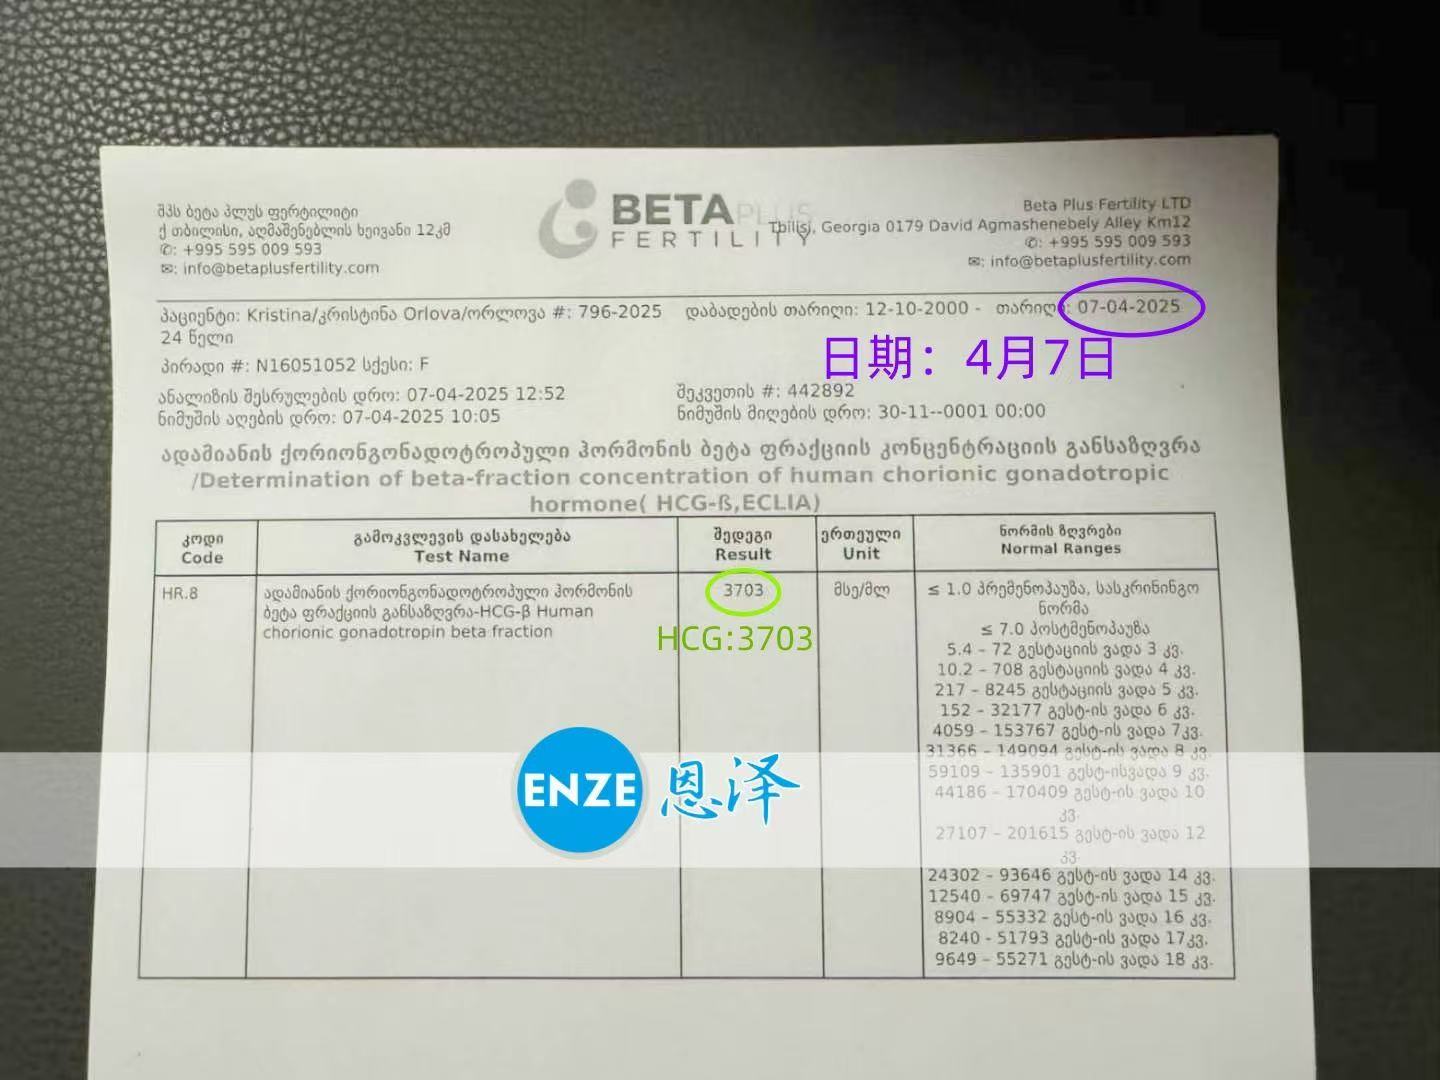 შპს ბეტა პლუს ფერტილიტი
ქ თბილისი, აღმაშენებლის ხეივანი 12კმ
✆: +995 595 009 593
✉: info@betaplusfertility.com
BETAPLUS
FERTILITY
Beta Plus Fertility LTD
Tbilisi, Georgia 0179 David Agmashenebely Alley Km12
✆: +995 595 009 593
✉: info@betaplusfertility.com
პაციენტი: Kristina/კრისტინა Orlova/ორლოვა #: 796-2025 დაბადების თარიღი: 12-10-2000 - თარიღი: 07-04-2025
24 წელი
日期：4月7日
პირადი #: N16051052 სქესი: F
ანალიზის შესრულების დრო: 07-04-2025 12:52
შეკვეთის #: 442892
ნიმუშის აღების დრო: 07-04-2025 10:05
ნიმუშის მიღების დრო: 30-11--0001 00:00
ადამიანის ქორიონგონადოტროპული ჰორმონის ბეტა ფრაქციის კონცენტრაციის განსაზღვრა
/Determination of beta-fraction concentration of human chorionic gonadotropic
hormone( HCG-ß,ECLIA)
კოდი
Code
გამოკვლევის დასახელება
Test Name
შედეგი
Result
ერთეული
Unit
ნორმის ზღვრები
Normal Ranges
HR.8
ადამიანის ქორიონგონადოტროპული ჰორმონის
ბეტა ფრაქციის განსაზღვრა-HCG-β Human
chorionic gonadotropin beta fraction
3703
HCG:3703
მსე/მლ
≤ 1.0 პრემენოპაუზა, სასკრინინგო
ნორმა
≤ 7.0 პოსტმენოპაუზა
5.4 – 72 გესტაციის ვადა 3 კვ.
10.2 – 708 გესტაციის ვადა 4 კვ.
217 – 8245 გესტაციის ვადა 5 კვ.
152 – 32177 გესტ-ის ვადა 6 კვ.
4059 – 153767 გესტ-ის ვადა 7კვ.
31366 – 149094 გესტ-ის ვადა 8 კვ.
59109 – 135901 გესტ-ისვადა 9 კვ.
44186 – 170409 გესტ-ის ვადა 10
კვ.
27107 – 201615 გესტ-ის ვადა 12
კვ.
24302 – 93646 გესტ-ის ვადა 14 კვ.
12540 – 69747 გესტ-ის ვადა 15 კვ.
8904 – 55332 გესტ-ის ვადა 16 კვ.
8240 - 51793 გესტ-ის ვადა 17კვ.
9649 – 55271 გესტ-ის ვადა 18 კვ.
ENZE 恩泽